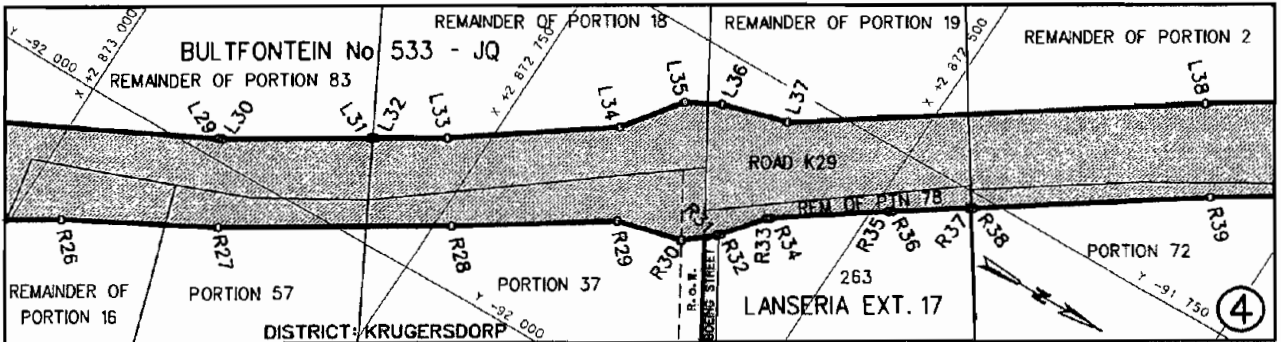 REMAINDER OF PORTION 18
REMAINDER OF PORTION 19
REMAINDER OF PORTION 2
BULTFONTEIN No 533 - JQ
REMAINDER OF PORTION 83
Y -92 000
X +2 873 000
X +2 872 750
X +2 872 500
L29
L30
L31
L32
L33
L34
L35
L36
L37
L38
ROAD K29
REM. OF PTN 78
R26
R27
R28
R29
R30
R31
R32
R33
R34
R35
R36
R37
R38
R39
REMAINDER OF
PORTION 16
PORTION 57
PORTION 37
R.o.W.
BOEING STREET
263
LANSERIA EXT. 17
PORTION 72
DISTRICT: KRUGERSDORP
Y -92 000
N
Y -91 750
4